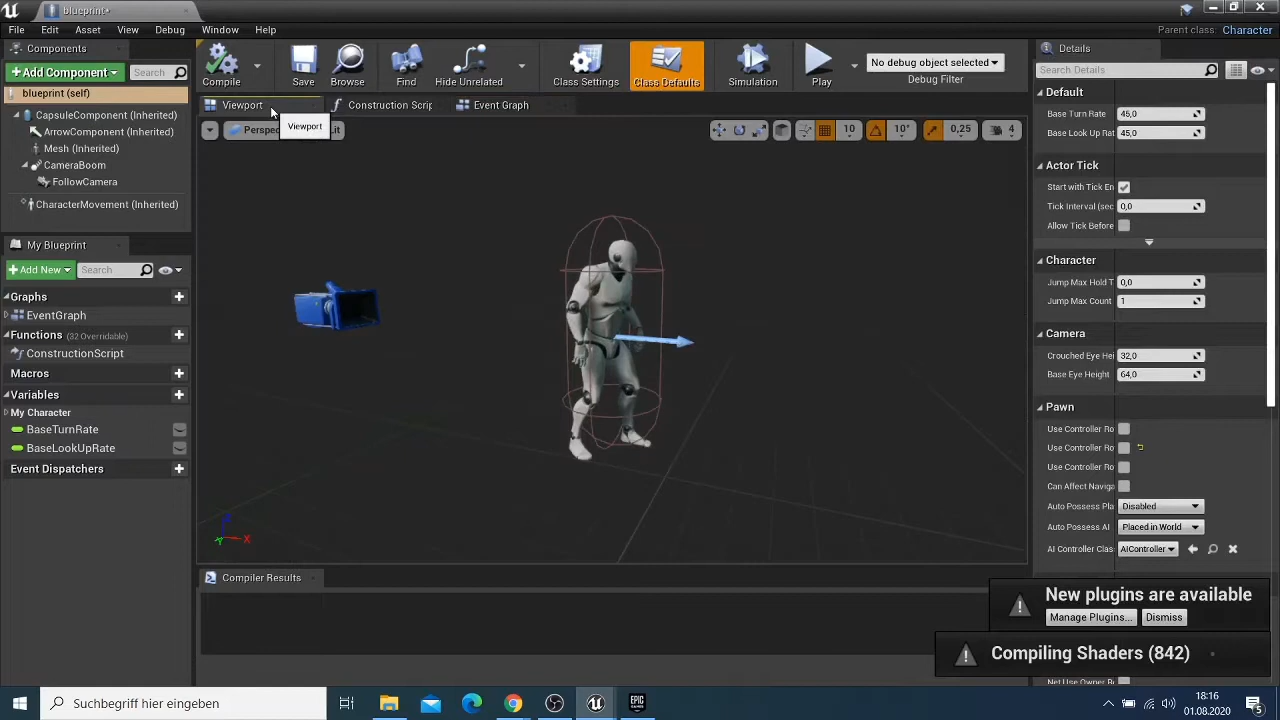 blueprint*
File Edit Asset View Debug Window Help
Parent class: Character
Components
+Add Component
Search
blueprint (self)
CapsuleComponent (Inherited)
ArrowComponent (Inherited)
Mesh (Inherited)
CameraBoom
FollowCamera
CharacterMovement (Inherited)
My Blueprint
+Add New
Search
Graphs
EventGraph
Functions (32 Overridable)
ConstructionScript
Macros
Variables
My Character
BaseTurnRate
BaseLookUpRate
Event Dispatchers
Compile
Save
Browse
Find
Hide Unrelated
Class Settings
Class Defaults
Simulation
Play
No debug object selected
Debug Filter
Viewport
Construction Scrip
Event Graph
Viewport
Perspec
it
10
10°
0,25
4
Z
X
Y
Compiler Results
Details
Search Details
Default
Base Turn Rate 45,0
Base Look Up Rat 45,0
Actor Tick
Start with Tick En
Tick Interval (sec 0,0
Allow Tick Before
Character
Jump Max Hold T 0,0
Jump Max Count 1
Camera
Crouched Eye Hei 32,0
Base Eye Height 64,0
Pawn
Use Controller Ro
Use Controller Ro
Use Controller Ro
Can Affect Naviga
Auto Possess Pla Disabled
Auto Possess AI Placed in World
AI Controller Clas AIController
New plugins are available
Manage Plugins... Dismiss
Compiling Shaders (842)
Net Use Owner R
Suchbegriff hier eingeben
EPIC GAMES
18:16
01.08.2020
5